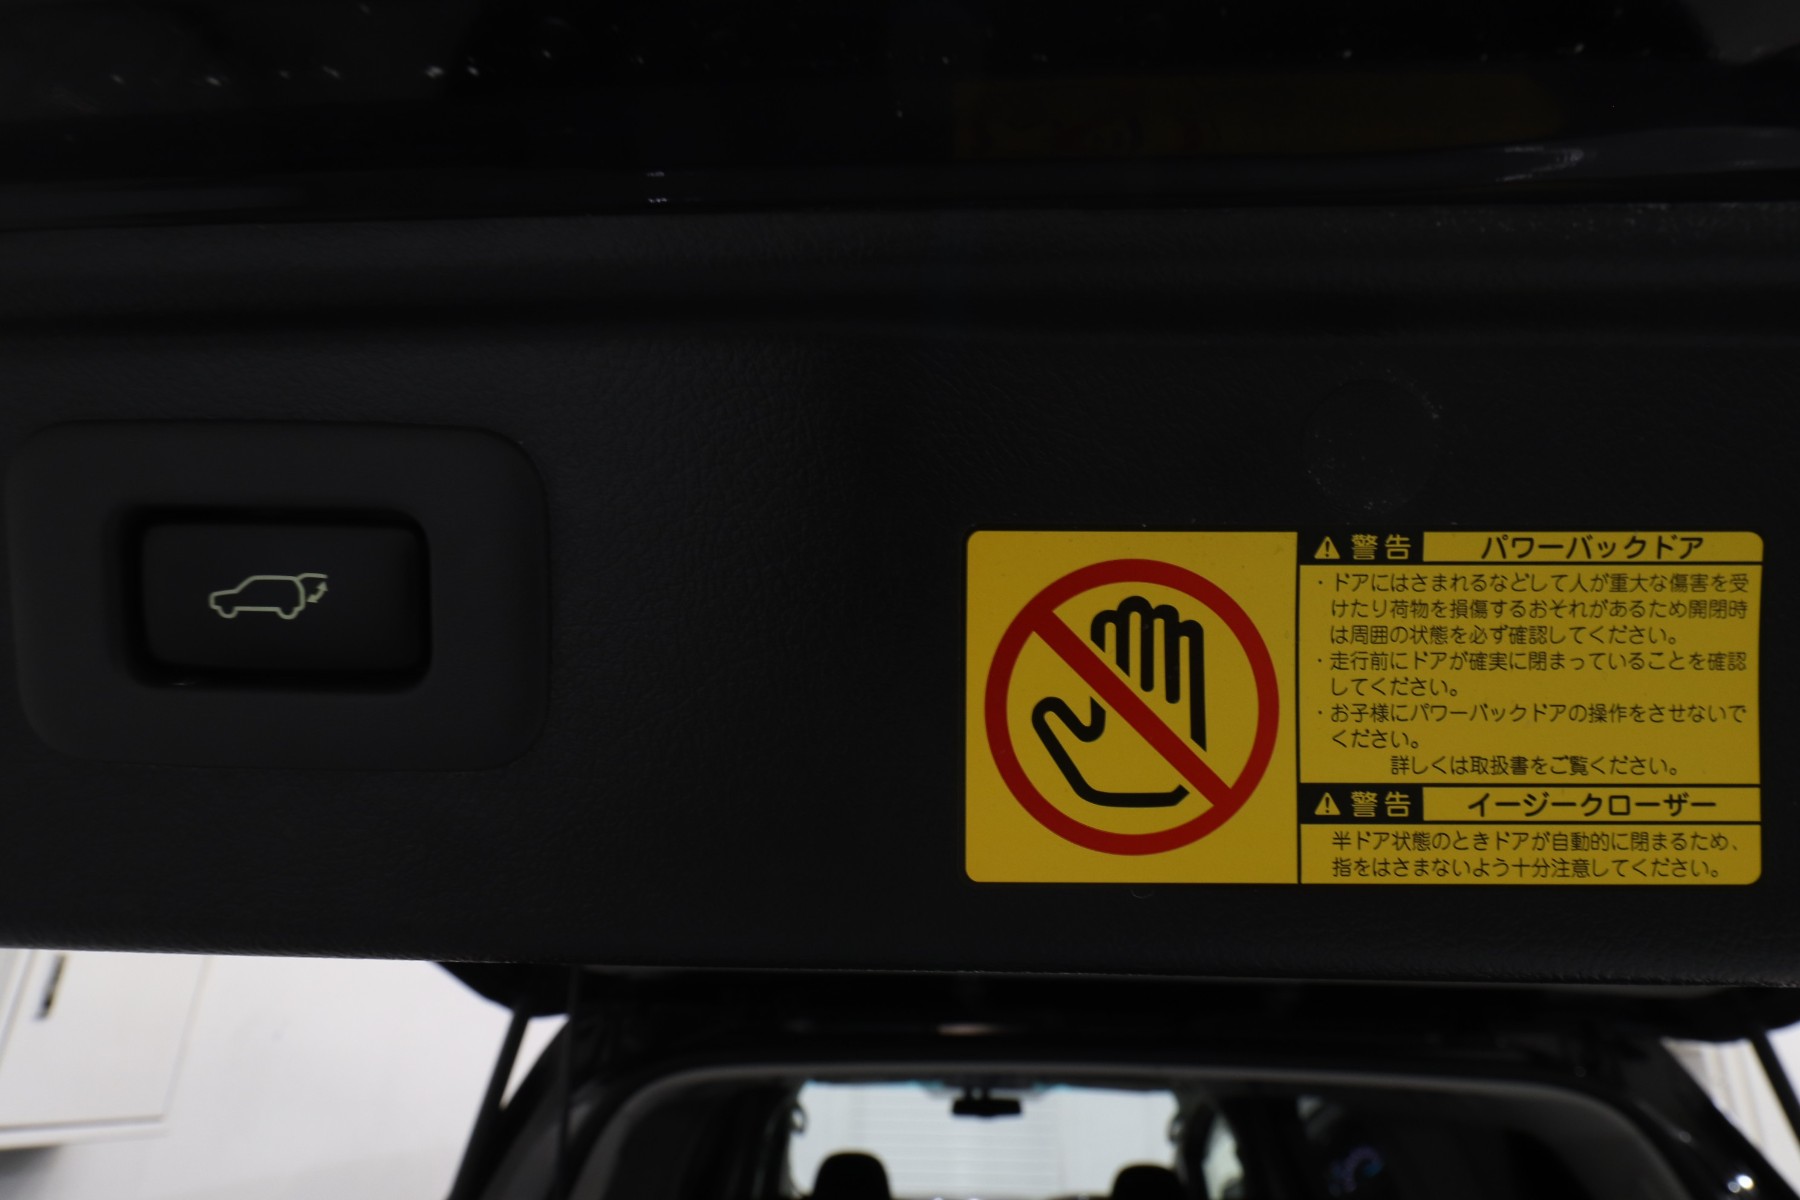 警告 パワーバックドア
・ドアにはさまれるなどして人が重大な傷害を受
けたり荷物を損傷するおそれがあるため開閉時
は周囲の状態を必ず確認してください。
・走行前にドアが確実に閉まっていることを確認
してください。
・お子様にパワーバックドアの操作をさせないで
ください。
詳しくは取扱書をご覧ください。
警告 イージークローザー
半ドア状態のときドアが自動的に閉まるため、
指をはさまないよう十分注意してください。